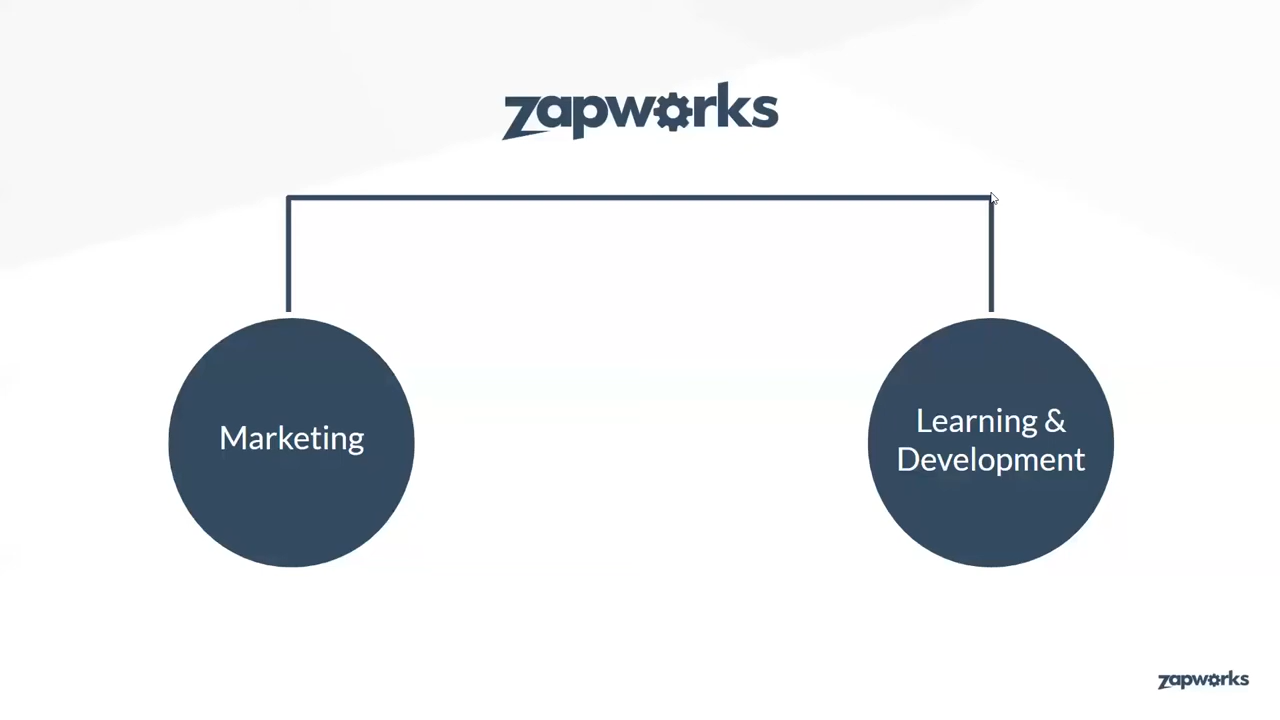 zapworks
Marketing
Learning &
Development
zapworks